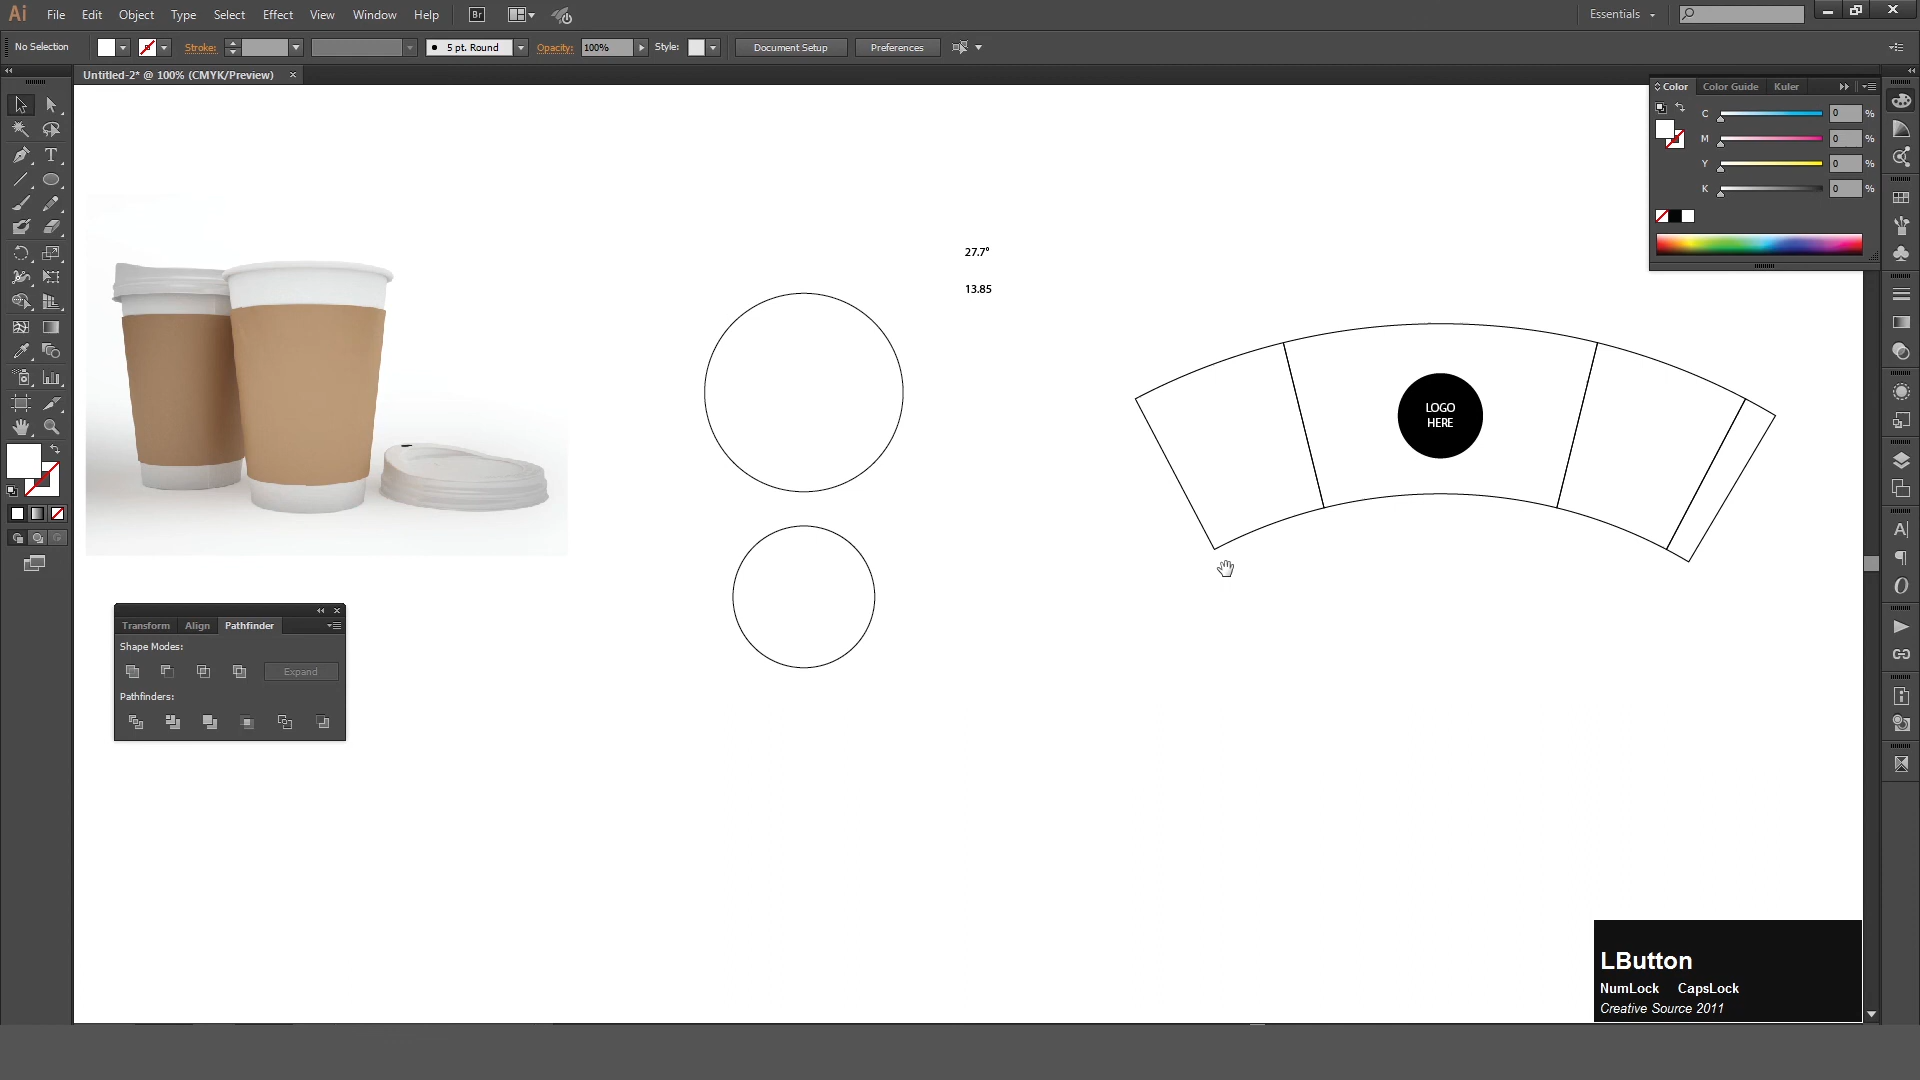 Ai File Edit Object Type Select Effect View Window Help Br Essentials
No Selection Stroke: 5 pt. Round Opacity: 100% Style: Document Setup Preferences
Untitled-2* @ 100% (CMYK/Preview)
Color Color Guide Kuler
C 0 %
M 0 %
Y 0 %
K 0 %
27.7°
13.85
LOGO
HERE
Transform Align Pathfinder
Shape Modes:
Expand
Pathfinders:
LButton
NumLock CapsLock
Creative Source 2011